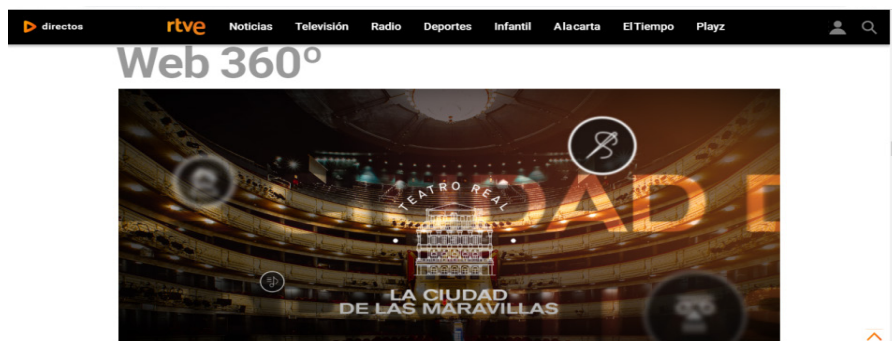 directos rtve Noticias Televisión Radio Deportes Infantil A la carta El Tiempo Playz
Web 360º
TEATRO REAL
CIUDAD D
LA CIUDAD
DE LAS MARAVILLAS